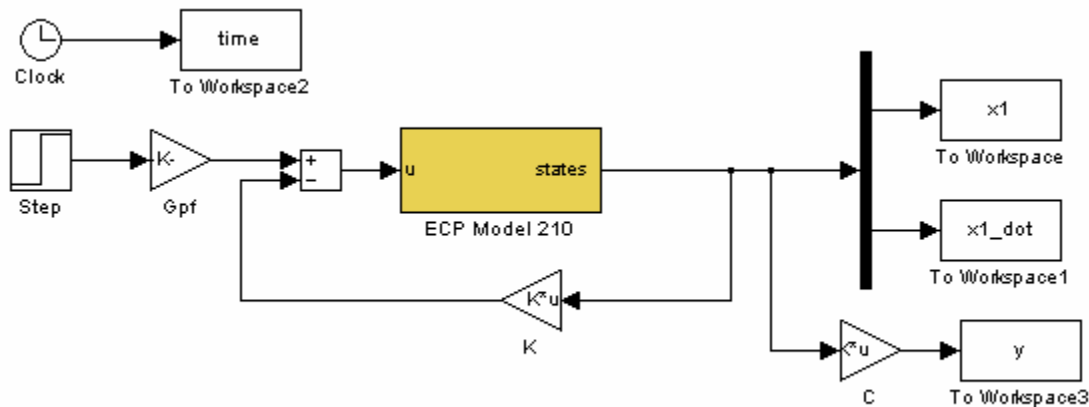 time
Clock
To Workspace2
x1
K-
+
−
u
states
To Workspace
Step
Gpf
ECP Model 210
x1_dot
To Workspace1
K*u
K
*u
y
C
To Workspace3